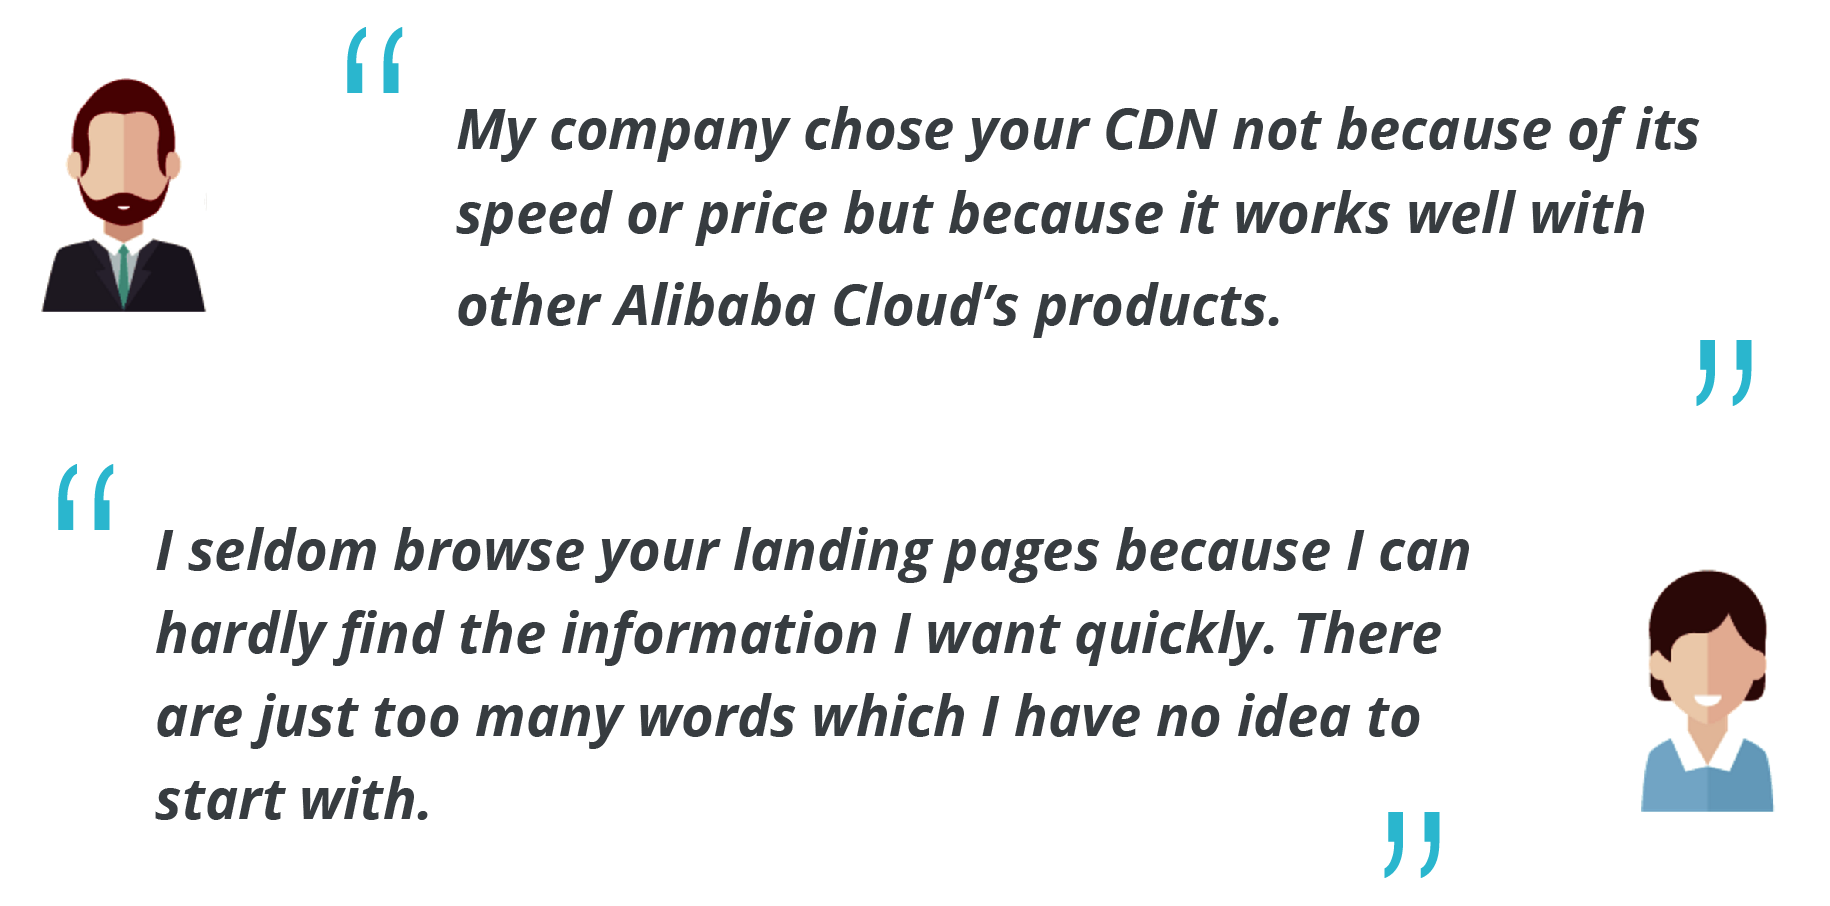 “
My company chose your CDN not because of its
speed or price but because it works well with
other Alibaba Cloud’s products.
”
“
I seldom browse your landing pages because I can
hardly find the information I want quickly. There
are just too many words which I have no idea to
start with.
”